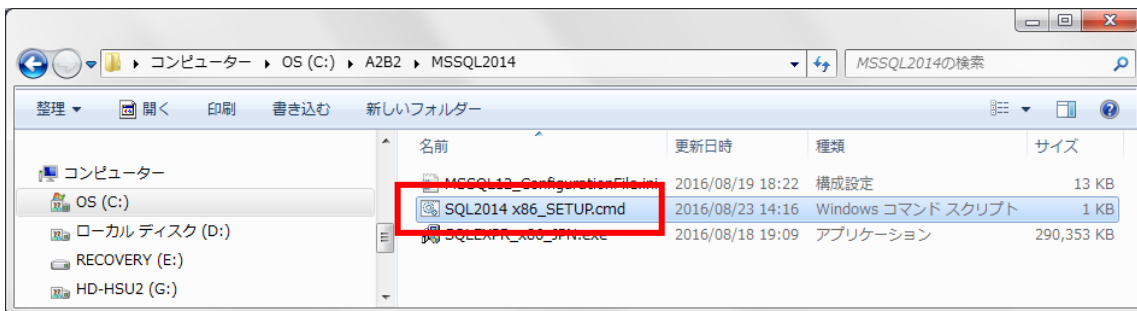 コンピューター ▸ OS (C:) ▸ A2B2 ▸ MSSQL2014 MSSQL2014の検索
整理 開く 印刷 書き込む 新しいフォルダー
名前 更新日時 種類 サイズ
コンピューター
OS (C:)
ローカル ディスク (D:)
RECOVERY (E:)
HD-HSU2 (G:)
MSSQL12_ConfigurationFile.ini 2016/08/19 18:22 構成設定 13 KB
SQL2014 x86_SETUP.cmd 2016/08/23 14:16 Windows コマンド スクリプト 1 KB
SQLEXPR_x86_JPN.exe 2016/08/18 19:09 アプリケーション 290,353 KB